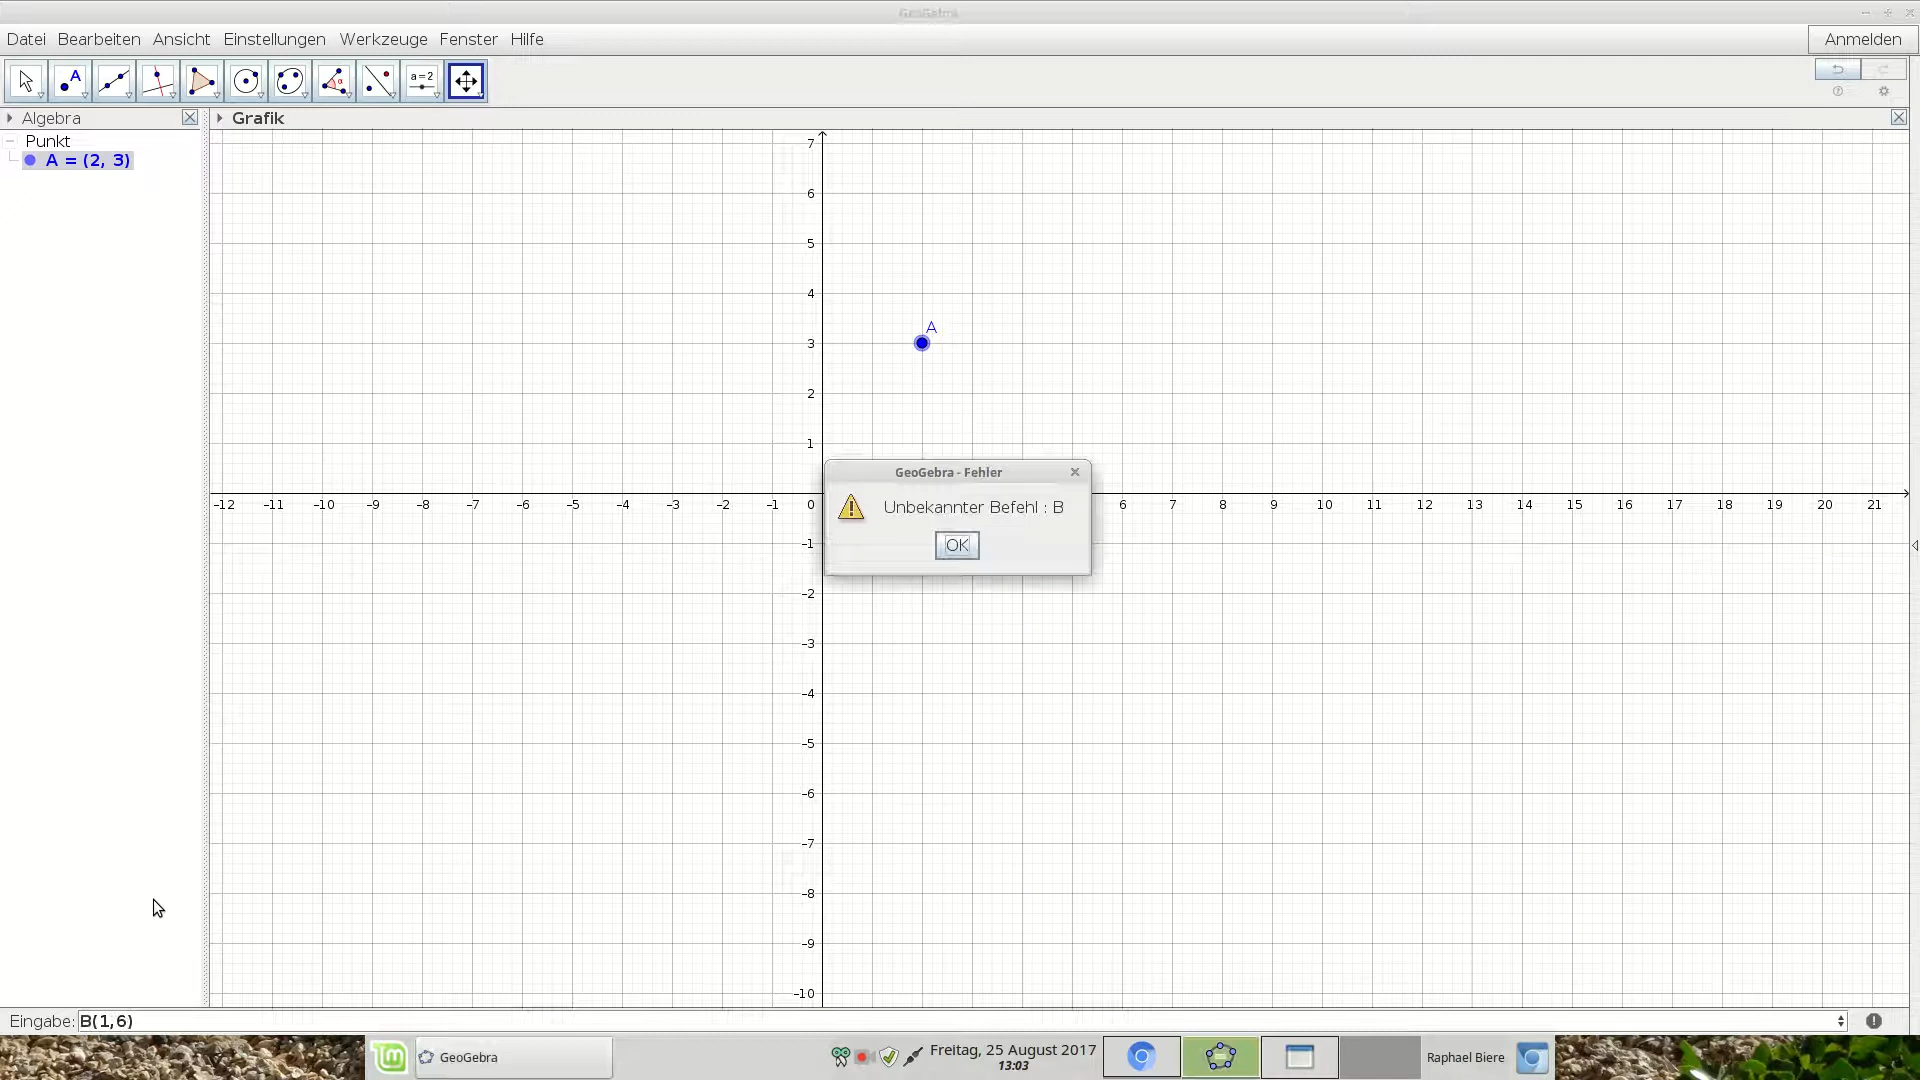 GeoGebra
Datei Bearbeiten Ansicht Einstellungen Werkzeuge Fenster Hilfe
Anmelden
A
a=2
α
Algebra
Grafik
Punkt
A = (2, 3)
7
6
5
4
A
3
2
1
GeoGebra - Fehler
Unbekannter Befehl : B
OK
-12 -11 -10 -9 -8 -7 -6 -5 -4 -3 -2 -1 0 6 7 8 9 10 11 12 13 14 15 16 17 18 19 20 21
-1
-2
-3
-4
-5
-6
-7
-8
-9
-10
Eingabe: B(1,6)
GeoGebra
Freitag, 25 August 2017
13:03
Raphael Biere